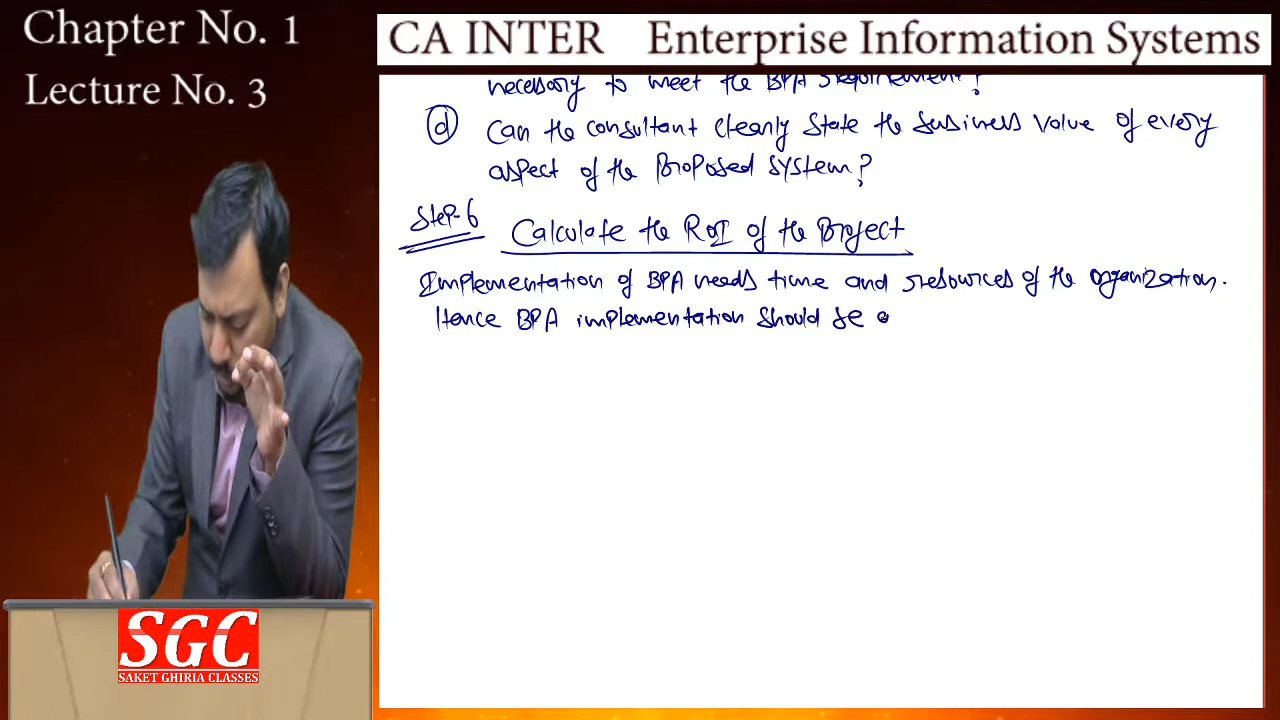 Chapter No. 1
Lecture No. 3
CA INTER Enterprise Information Systems
necessary to meet the BPA requirement?
(d) Can the consultant clearly state the business value of every
aspect of the proposed system?
Step-6 Calculate the ROI of the Project
Implementation of BPA needs time and resources of the organization.
Hence BPA implementation should be
SGC
SAKET GHIRIA CLASSES